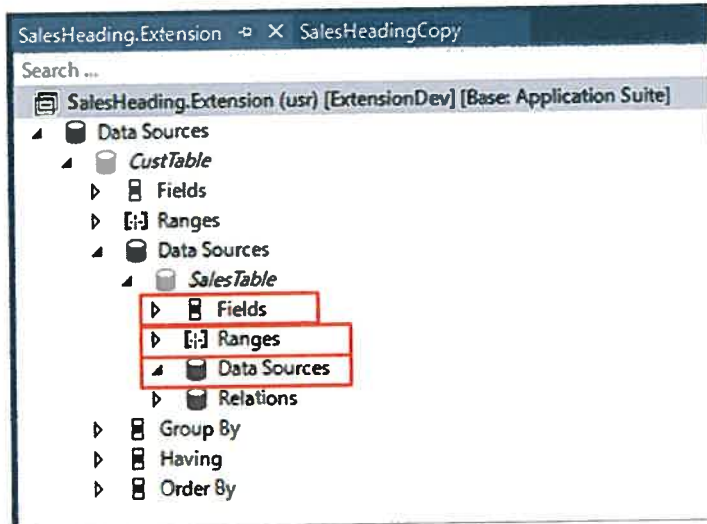 SalesHeading.Extension SalesHeadingCopy
Search ...
SalesHeading.Extension (usr) [ExtensionDev] [Base: Application Suite]
Data Sources
CustTable
Fields
Ranges
Data Sources
SalesTable
Fields
Ranges
Data Sources
Relations
Group By
Having
Order By